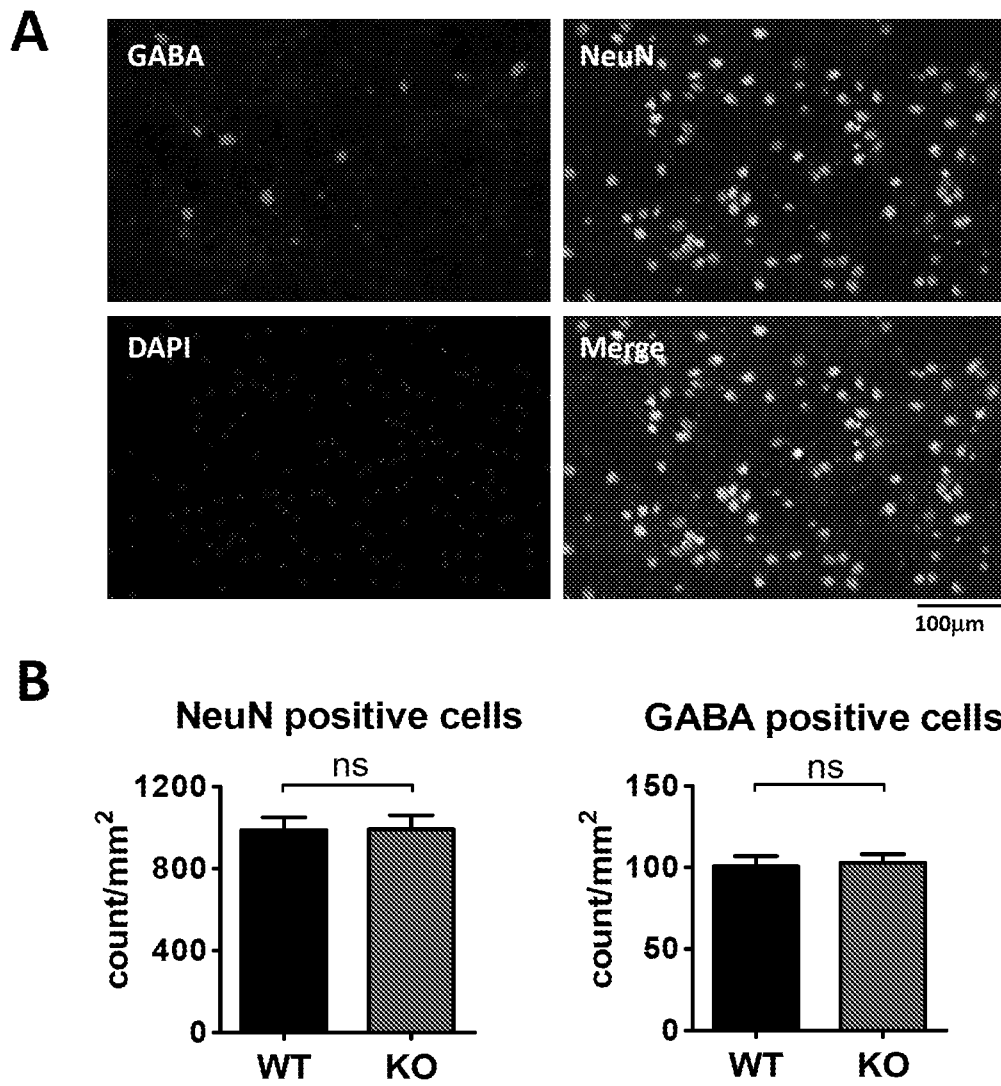 A
GABA
NeuN
DAPI
Merge
100μm
B
NeuN positive cells
ns
count/mm²
1200
800
400
0
WT
KO
GABA positive cells
ns
count/mm²
150
100
50
0
WT
KO